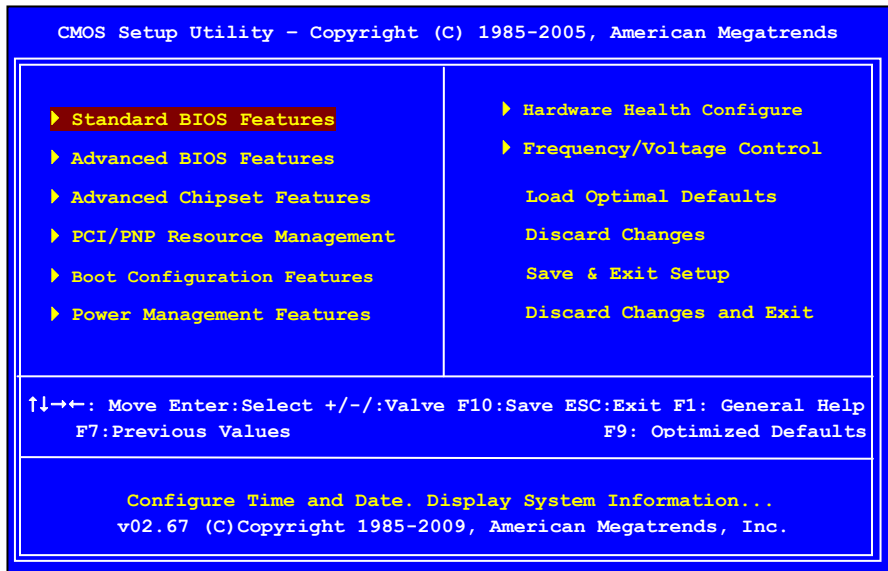 CMOS Setup Utility – Copyright (C) 1985-2005, American Megatrends
Standard BIOS Features
Advanced BIOS Features
Advanced Chipset Features
PCI/PNP Resource Management
Boot Configuration Features
Power Management Features
Hardware Health Configure
Frequency/Voltage Control
Load Optimal Defaults
Discard Changes
Save & Exit Setup
Discard Changes and Exit
↑↓→←: Move Enter:Select +/-/:Valve F10:Save ESC:Exit F1: General Help
F7:Previous Values F9: Optimized Defaults
Configure Time and Date. Display System Information...
v02.67 (C)Copyright 1985-2009, American Megatrends, Inc.